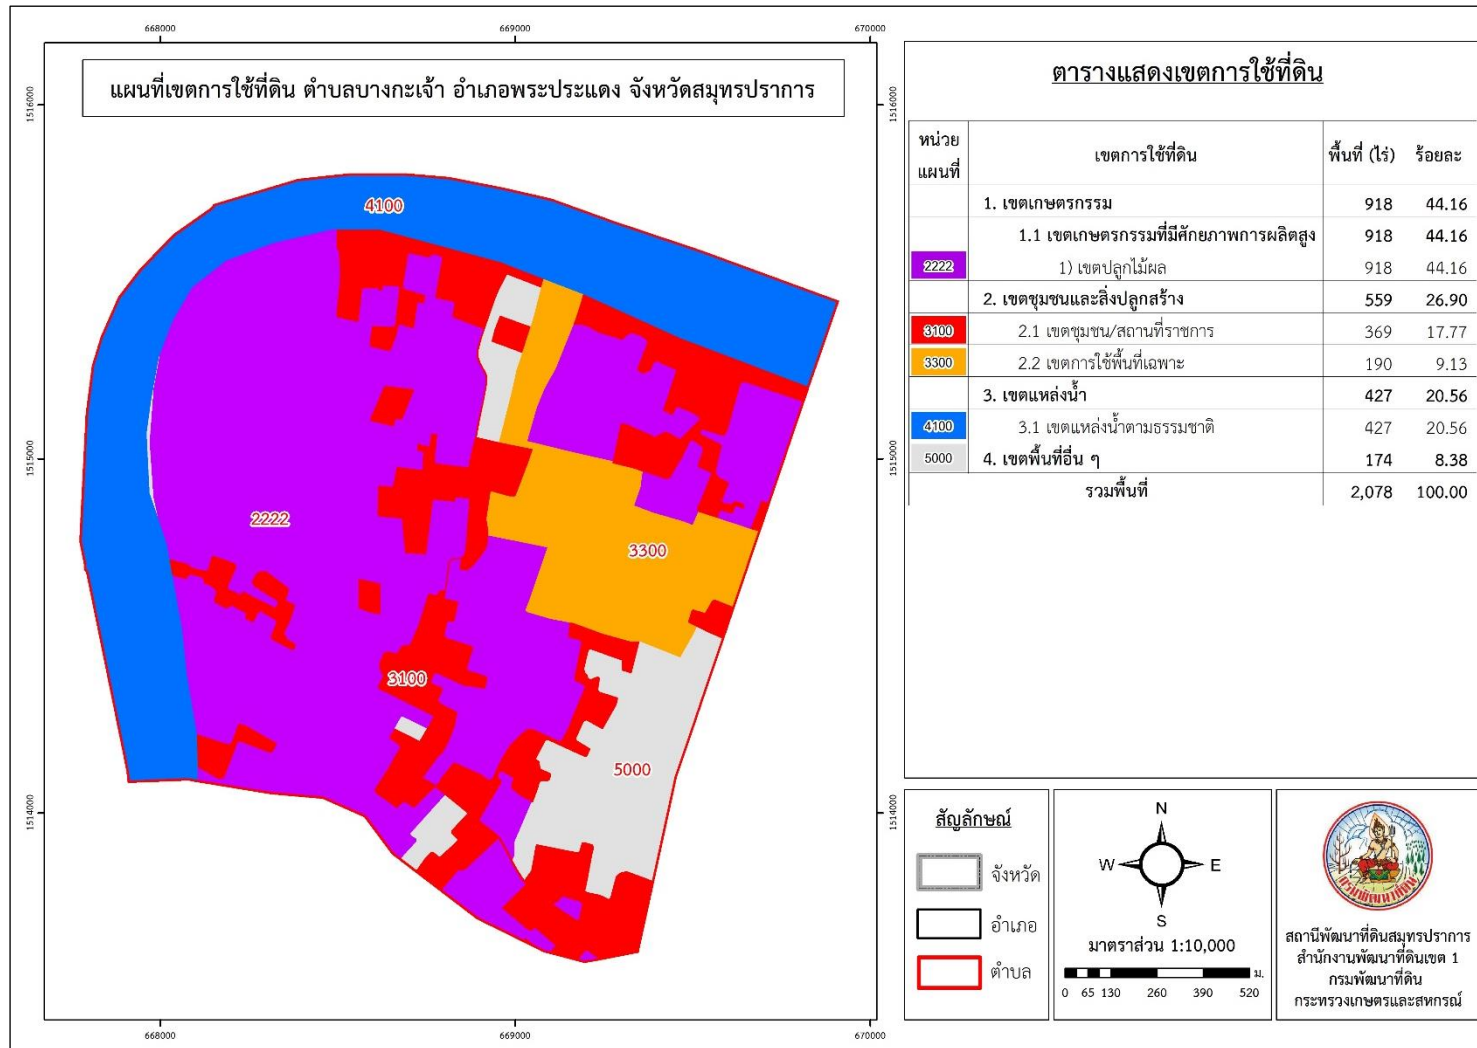 668000
669000
670000
1516000
1515000
1514000
แผนที่เขตการใช้ที่ดิน ตำบลบางกะเจ้า อำเภอพระประแดง จังหวัดสมุทรปราการ
4100
2222
3300
3100
5000
1516000
1515000
1514000
668000
669000
670000
ตารางแสดงเขตการใช้ที่ดิน
หน่วยแผนที่ เขตการใช้ที่ดิน พื้นที่ (ไร่) ร้อยละ
1. เขตเกษตรกรรม 918 44.16
1.1 เขตเกษตรกรรมที่มีศักยภาพการผลิตสูง 918 44.16
2222 1) เขตปลูกไม้ผล 918 44.16
2. เขตชุมชนและสิ่งปลูกสร้าง 559 26.90
3100 2.1 เขตชุมชน/สถานที่ราชการ 369 17.77
3300 2.2 เขตการใช้พื้นที่เฉพาะ 190 9.13
3. เขตแหล่งน้ำ 427 20.56
4100 3.1 เขตแหล่งน้ำตามธรรมชาติ 427 20.56
5000 4. เขตพื้นที่อื่น ๆ 174 8.38
รวมพื้นที่ 2,078 100.00
สัญลักษณ์
จังหวัด
อำเภอ
ตำบล
N
W E
S
มาตราส่วน 1:10,000
ม.
0 65 130 260 390 520
กรมพัฒนาที่ดิน
สถานีพัฒนาที่ดินสมุทรปราการ
สำนักงานพัฒนาที่ดินเขต 1
กรมพัฒนาที่ดิน
กระทรวงเกษตรและสหกรณ์